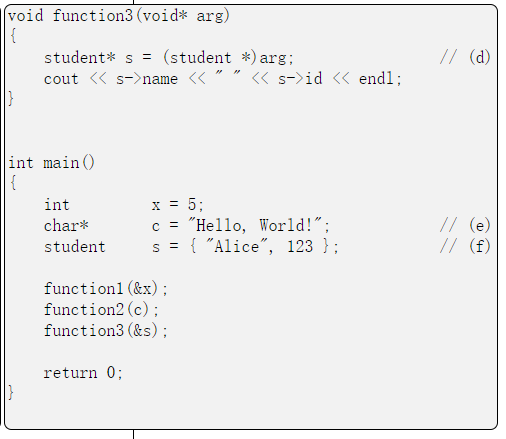 void function3(void* arg)
{
    student* s = (student *)arg;                // (d)
    cout << s->name << " " << s->id << endl;
}
int main()
{
    int         x = 5;
    char*       c = "Hello, World!";            // (e)
    student     s = { "Alice", 123 };           // (f)
    function1(&x);
    function2(c);
    function3(&s);
    return 0;
}